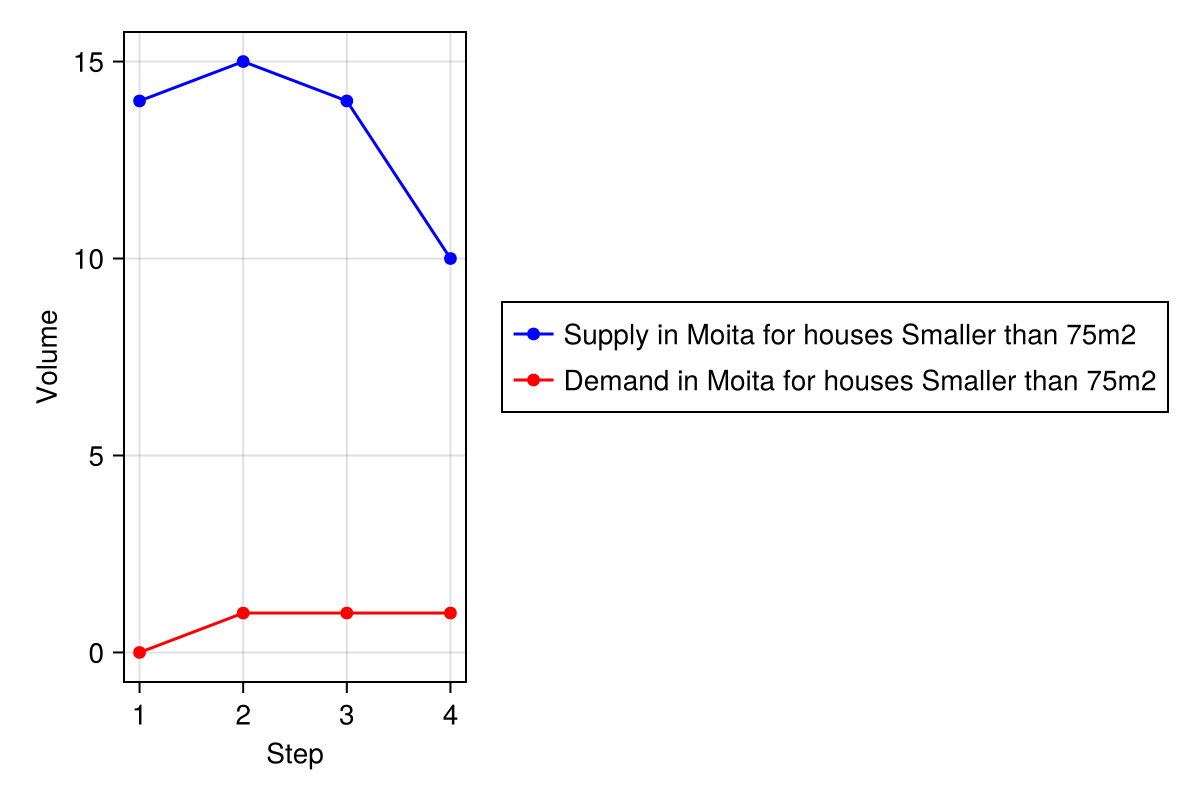 15
10
5
0
Volume
1 2 3 4
Step
Supply in Moita for houses Smaller than 75m2
Demand in Moita for houses Smaller than 75m2